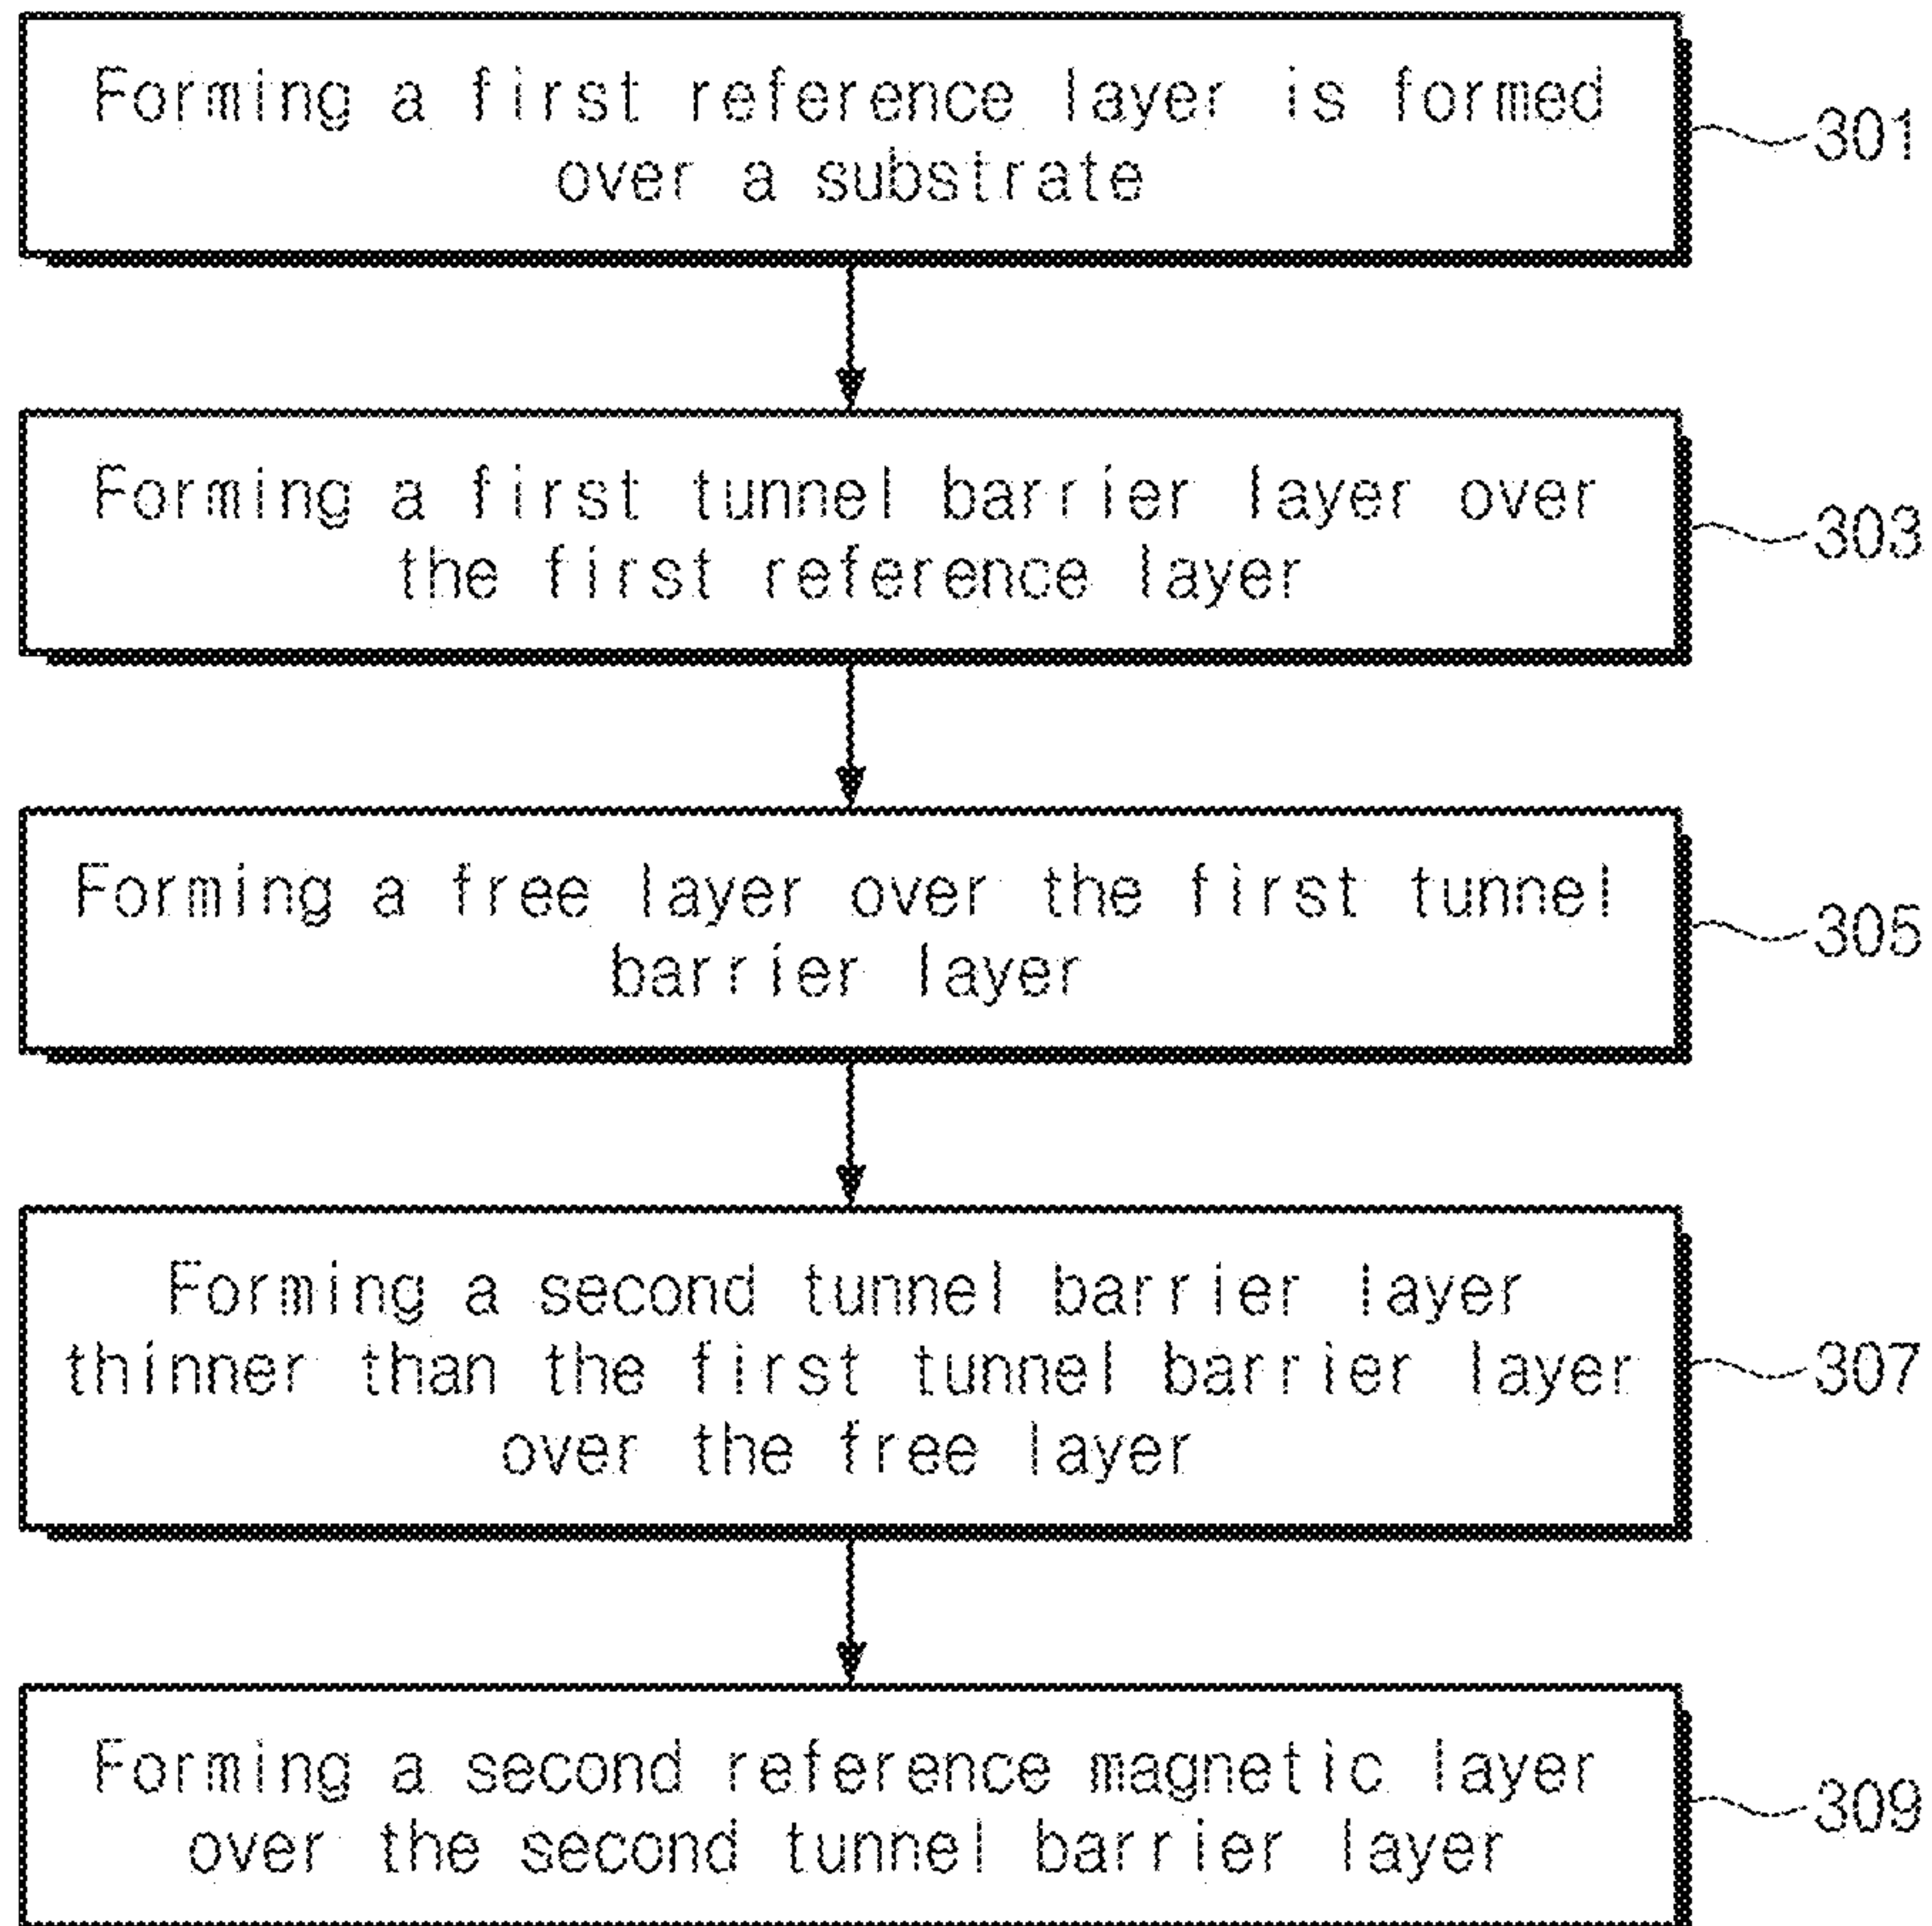 Forming a first reference layer is formed
over a substrate
301
Forming a first tunnel barrier layer over
the first reference layer
303
Forming a free layer over the first tunnel
barrier layer
305
Forming a second tunnel barrier layer
thinner than the first tunnel barrier layer
over the free layer
307
Forming a second reference magnetic layer
over the second tunnel barrier layer
309